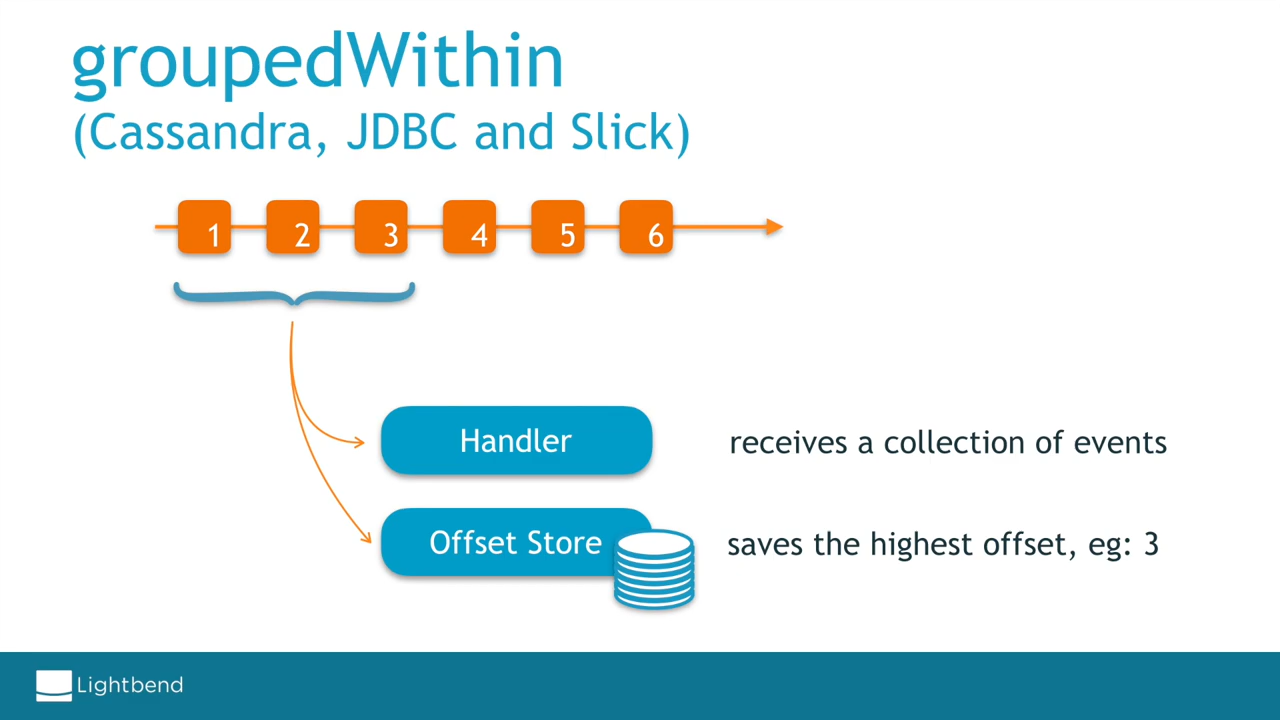 groupedWithin
(Cassandra, JDBC and Slick)
1 2 3 4 5 6
Handler receives a collection of events
Offset Store saves the highest offset, eg: 3
Lightbend